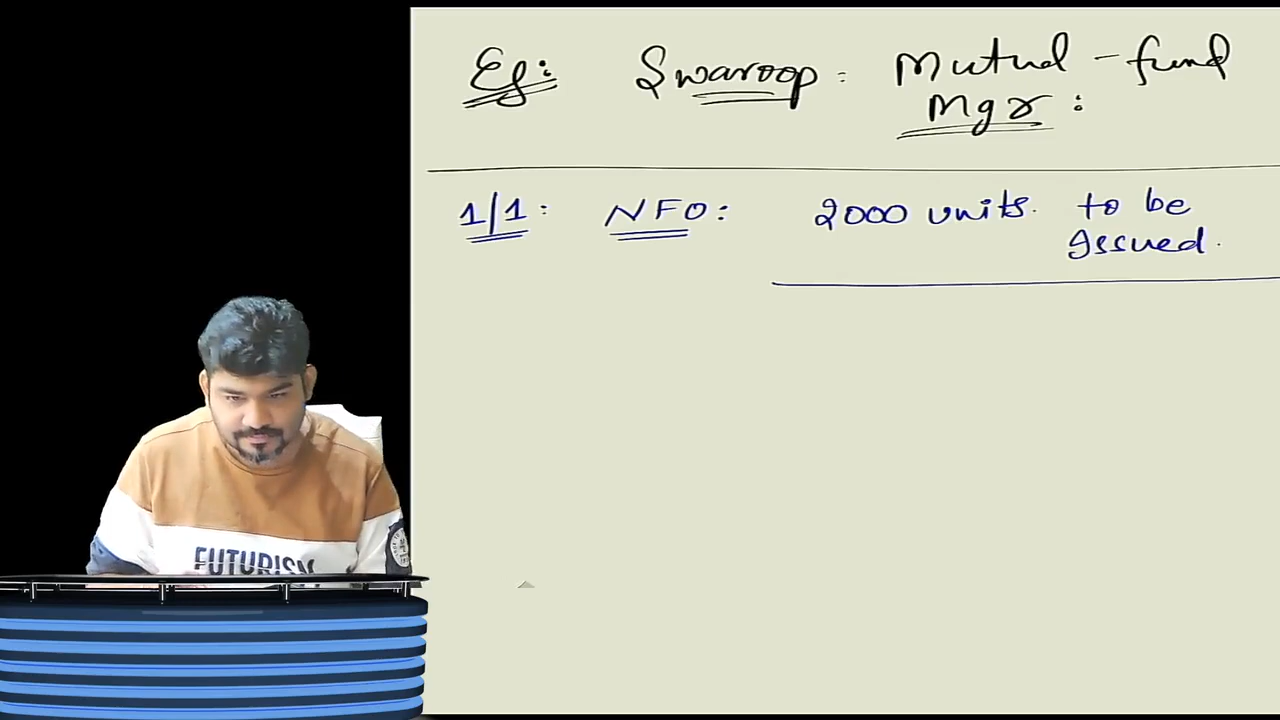 Eg: Swaroop: Mutual-fund
Mgr:
1/1: NFO: 2000 units. to be
issued.
FUTURISM